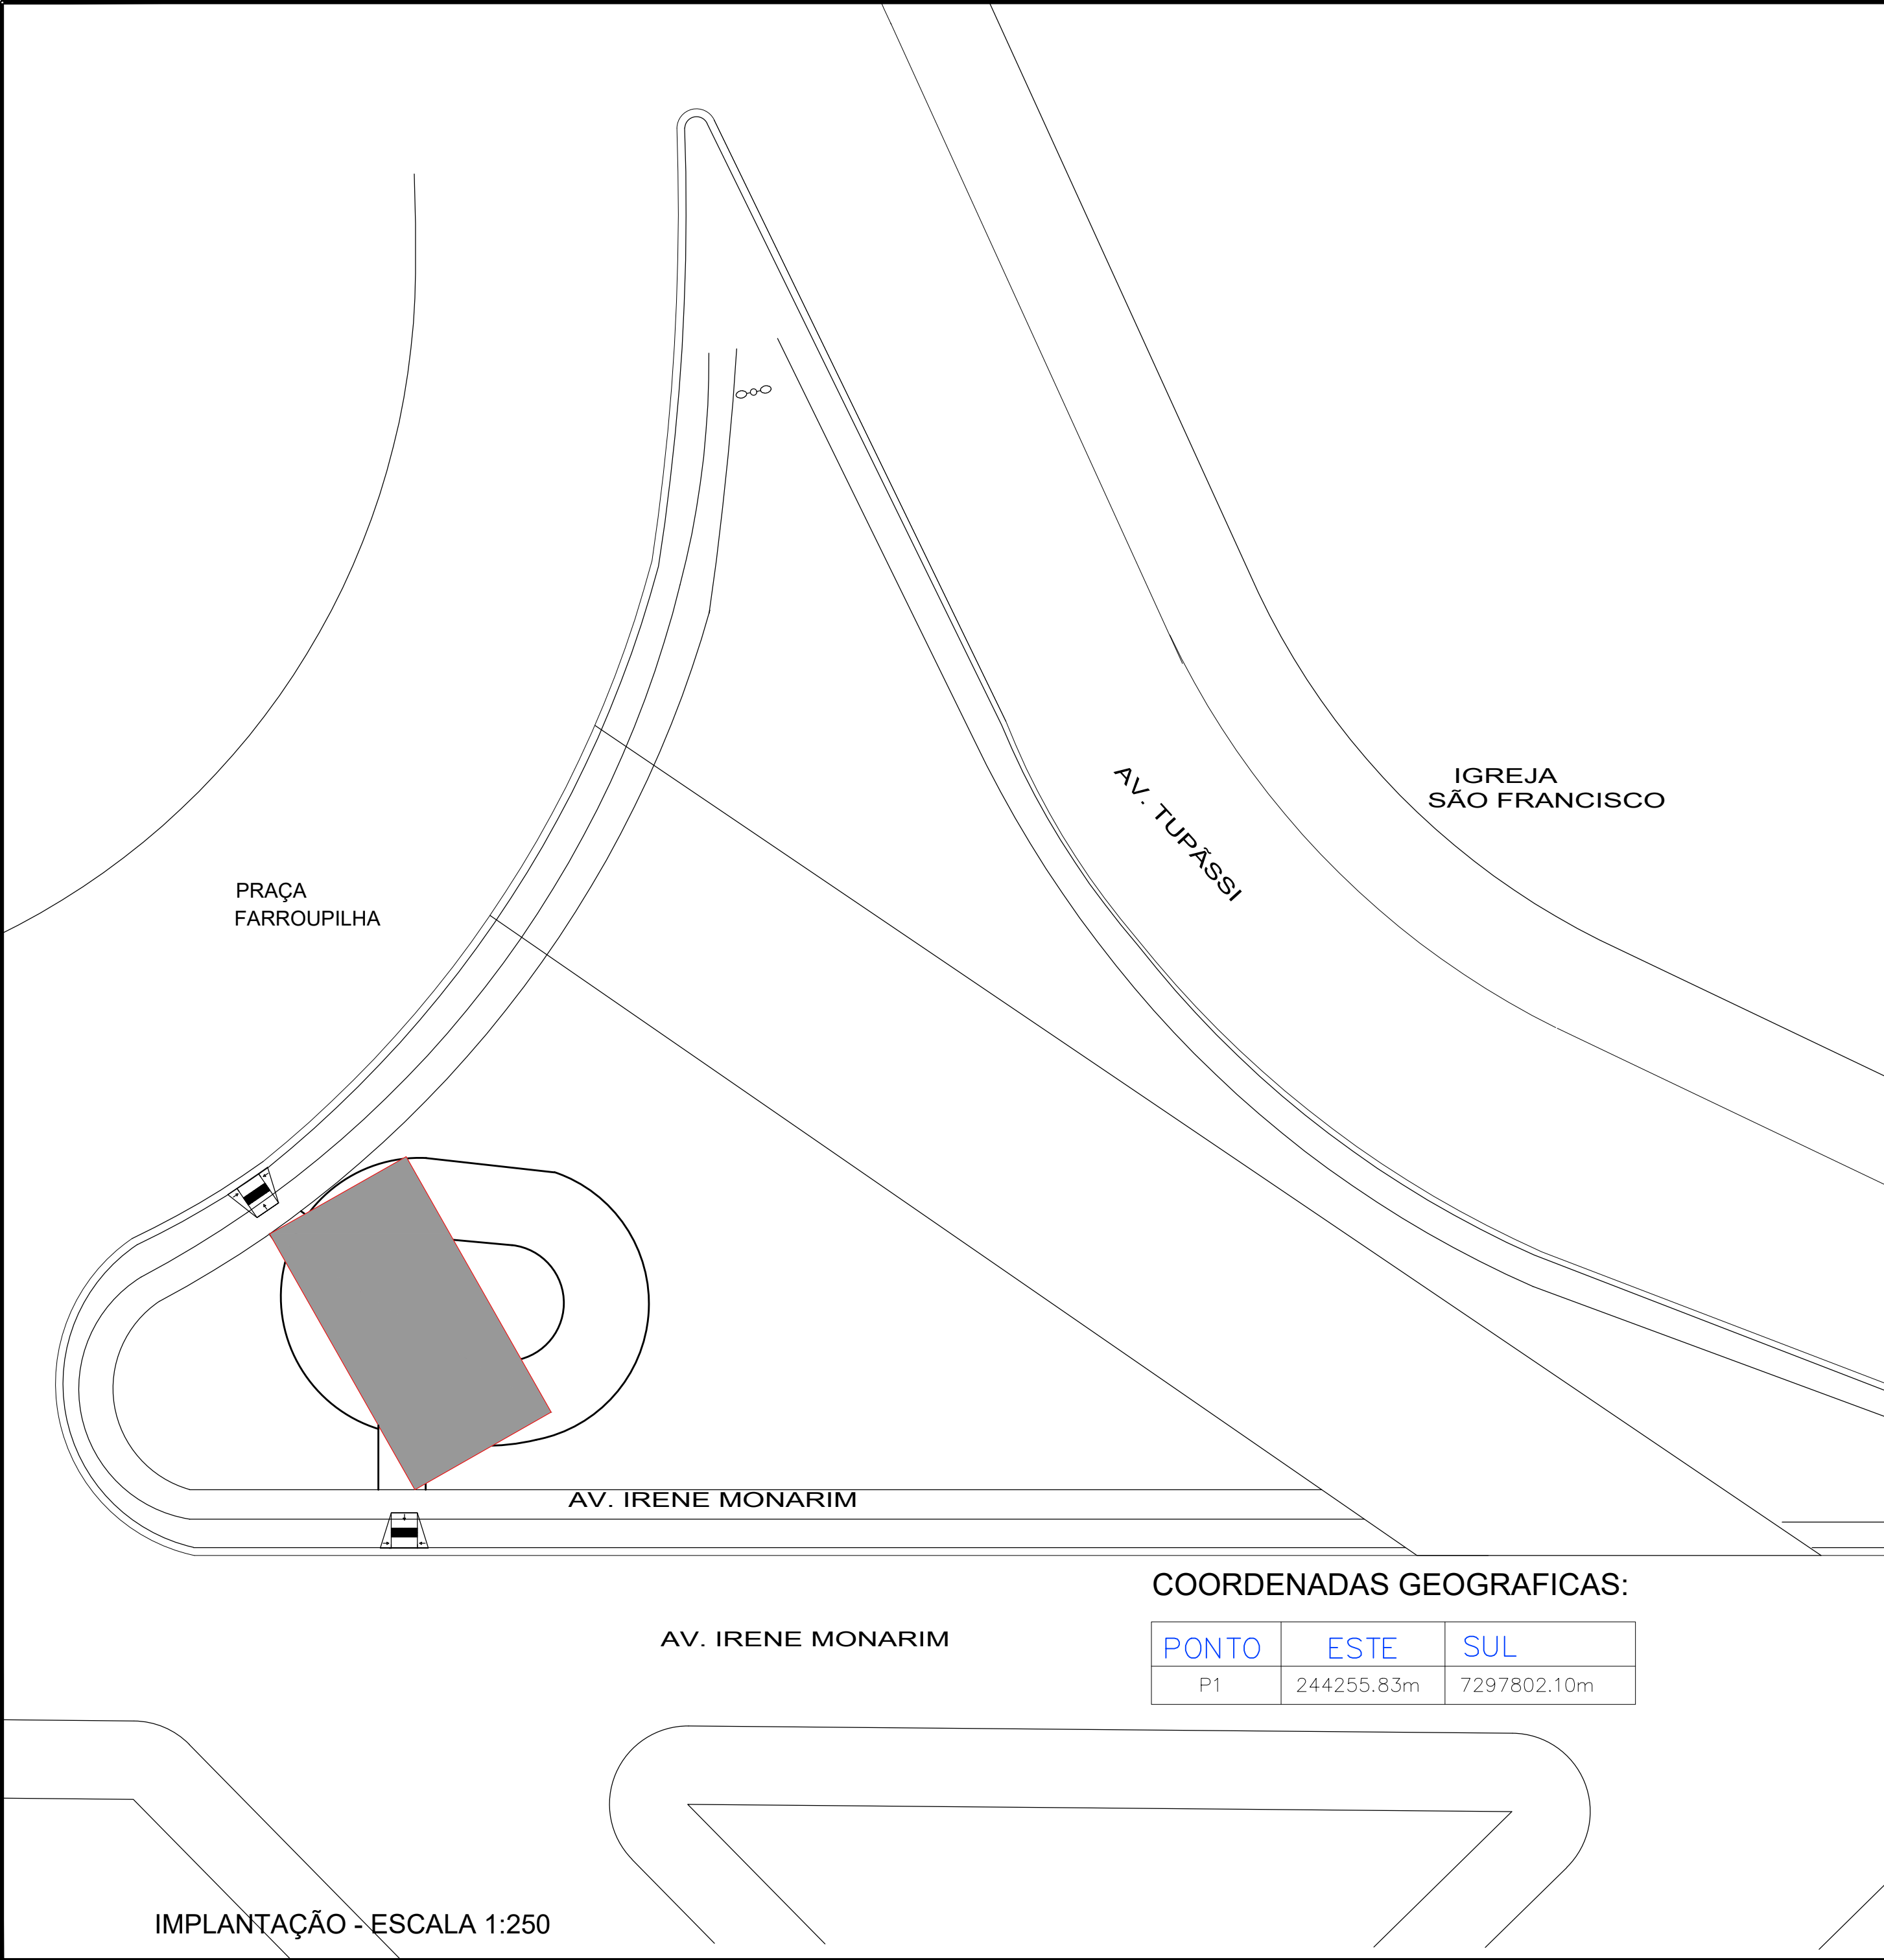 IGREJA
SÃO FRANCISCO
AV. TUPÃSSI
PRAÇA
FARROUPILHA
AV. IRENE MONARIM
COORDENADAS GEOGRAFICAS:
AV. IRENE MONARIM
PONTO ESTE SUL
P1 244255.83m 7297802.10m
IMPLANTAÇÃO - ESCALA 1:250